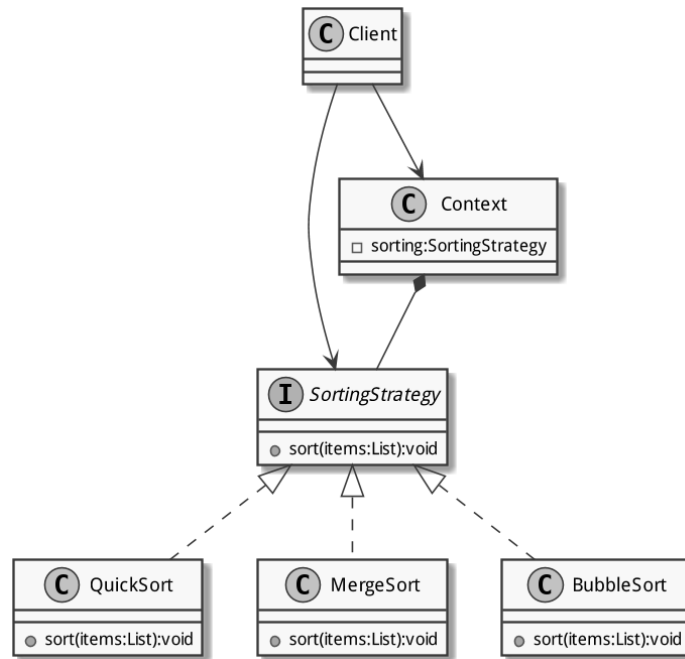 C Client
C Context
sorting:SortingStrategy
I SortingStrategy
sort(items:List):void
C QuickSort
C MergeSort
C BubbleSort
sort(items:List):void
sort(items:List):void
sort(items:List):void